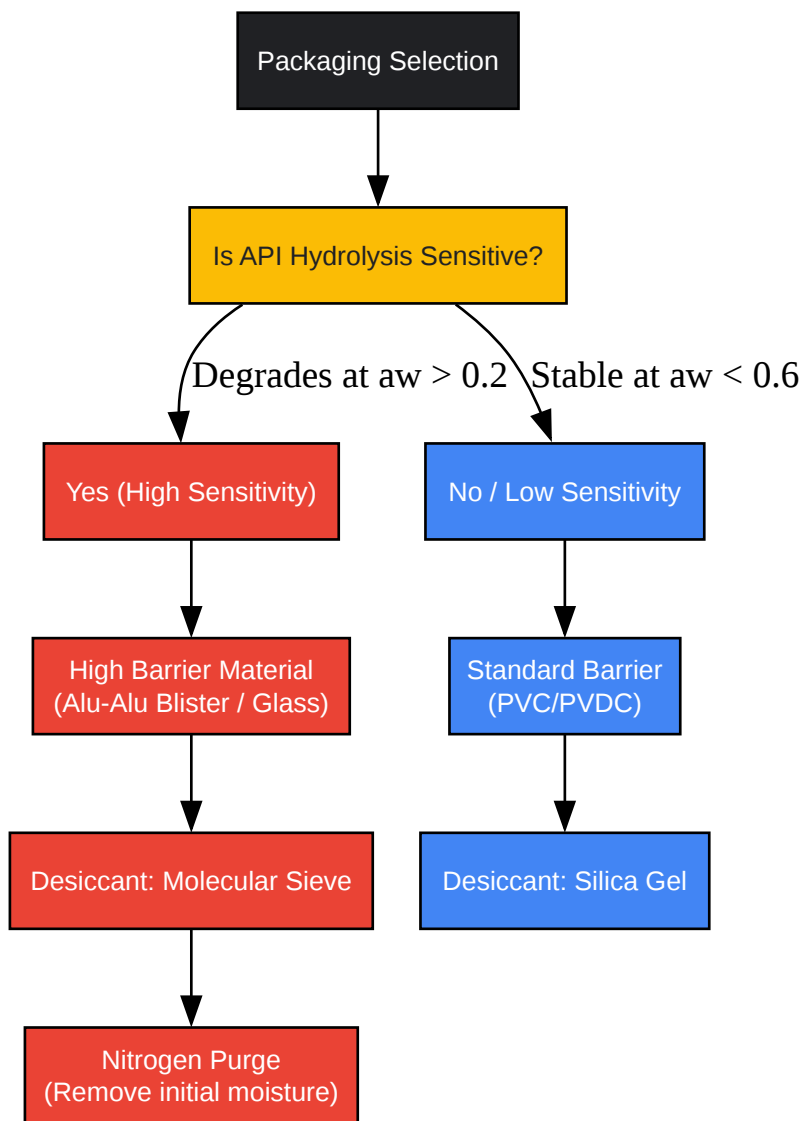 Packaging Selection
Is API Hydrolysis Sensitive?
Degrades at aw > 0.2
Stable at aw < 0.6
Yes (High Sensitivity)
No / Low Sensitivity
High Barrier Material
(Alu-Alu Blister / Glass)
Standard Barrier
(PVC/PVDC)
Desiccant: Molecular Sieve
Desiccant: Silica Gel
Nitrogen Purge
(Remove initial moisture)